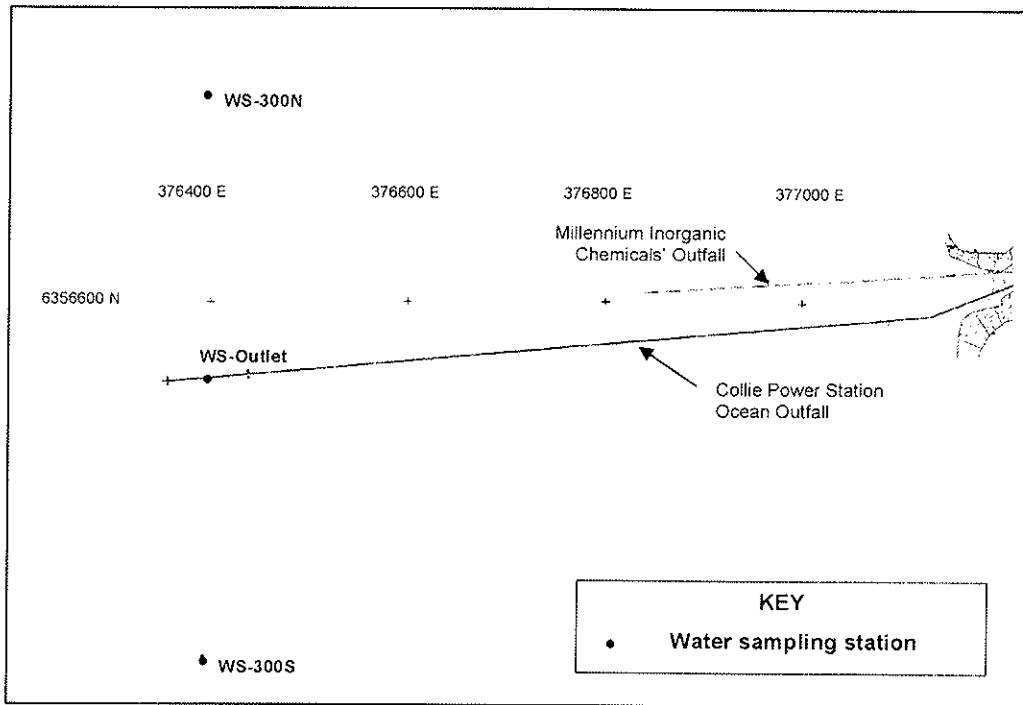 WS-300N
376400 E
376600 E
376800 E
377000 E
Millennium Inorganic
Chemicals' Outfall
6356600 N
WS-Outlet
Collie Power Station
Ocean Outfall
KEY
Water sampling station
WS-300S